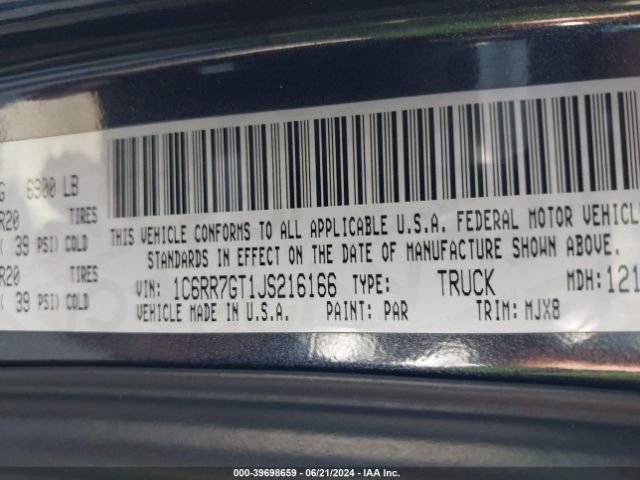 G 6900 LB
R20 TIRES
( 39 PSI) COLD
R20 TIRES
( 39 PSI) COLD
THIS VEHICLE CONFORMS TO ALL APPLICABLE U.S.A. FEDERAL MOTOR VEHICL
STANDARDS IN EFFECT ON THE DATE OF MANUFACTURE SHOWN ABOVE.
VIN: 1C6RR7GT1JS216166 TYPE: TRUCK MDH:121
VEHICLE MADE IN U.S.A. PAINT: PAR TRIM: MJX8
000-39698659 - 06/21/2024 - IAA Inc.